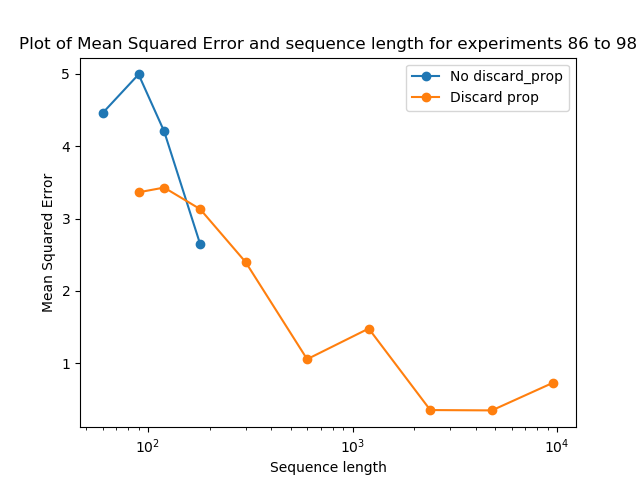 Plot of Mean Squared Error and sequence length for experiments 86 to 98
No discard_prop
Discard prop
5
4
3
2
1
Mean Squared Error
10²
10³
10⁴
Sequence length